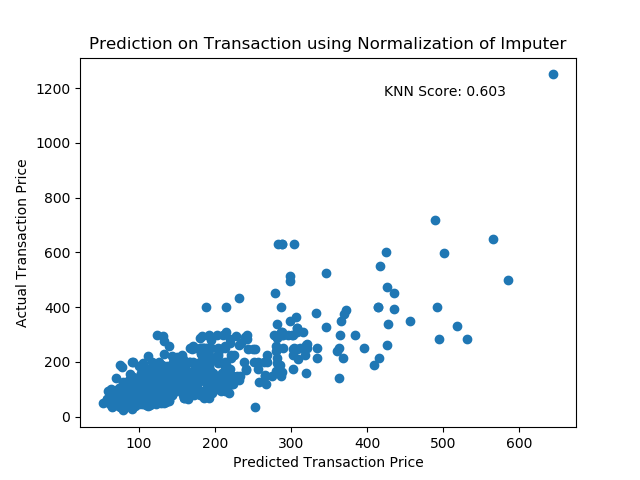 Prediction on Transaction using Normalization of Imputer
KNN Score: 0.603
Actual Transaction Price
1200
1000
800
600
400
200
0
100 200 300 400 500 600
Predicted Transaction Price